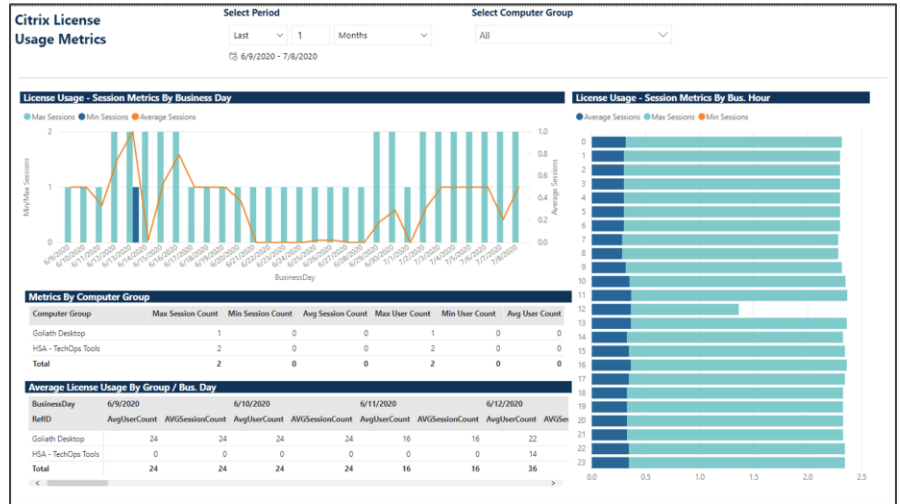 Citrix License
Usage Metrics
Select Period
Last
1
Months
6/9/2020 - 7/8/2020
Select Computer Group
All
License Usage - Session Metrics By Business Day
Max Sessions Min Sessions Average Sessions
Min/Max Sessions
2
1
0
1.0
0.8
0.6
0.4
0.2
0.0
Average Sessions
6/9/2020 6/10/2020 6/11/2020 6/12/2020 6/13/2020 6/14/2020 6/15/2020 6/16/2020 6/17/2020 6/18/2020 6/19/2020 6/20/2020 6/21/2020 6/22/2020 6/23/2020 6/24/2020 6/25/2020 6/26/2020 6/27/2020 6/28/2020 6/29/2020 6/30/2020 7/1/2020 7/2/2020 7/3/2020 7/4/2020 7/5/2020 7/6/2020 7/7/2020 7/8/2020
BusinessDay
Metrics By Computer Group
Computer Group Max Session Count Min Session Count Avg Session Count Max User Count Min User Count Avg User Count
Goliath Desktop 1 0 0 1 0 0
HSA - TechOps Tools 2 0 0 2 0 0
Total 2 0 0 2 0 0
Average License Usage By Group / Bus. Day
BusinessDay 6/9/2020 6/10/2020 6/11/2020 6/12/2020
RefID AvgUserCount AVGSessionCount AvgUserCount AVGSessionCount AvgUserCount AVGSessionCount AvgUserCount AVGSes
Goliath Desktop 24 24 24 24 16 16 22
HSA - TechOps Tools 0 0 0 0 0 0 14
Total 24 24 24 24 16 16 36
License Usage - Session Metrics By Bus. Hour
Average Sessions Max Sessions Min Sessions
0
1
2
3
4
5
6
7
8
9
10
11
12
13
14
15
16
17
18
19
20
21
22
23
0.0 0.5 1.0 1.5 2.0 2.5